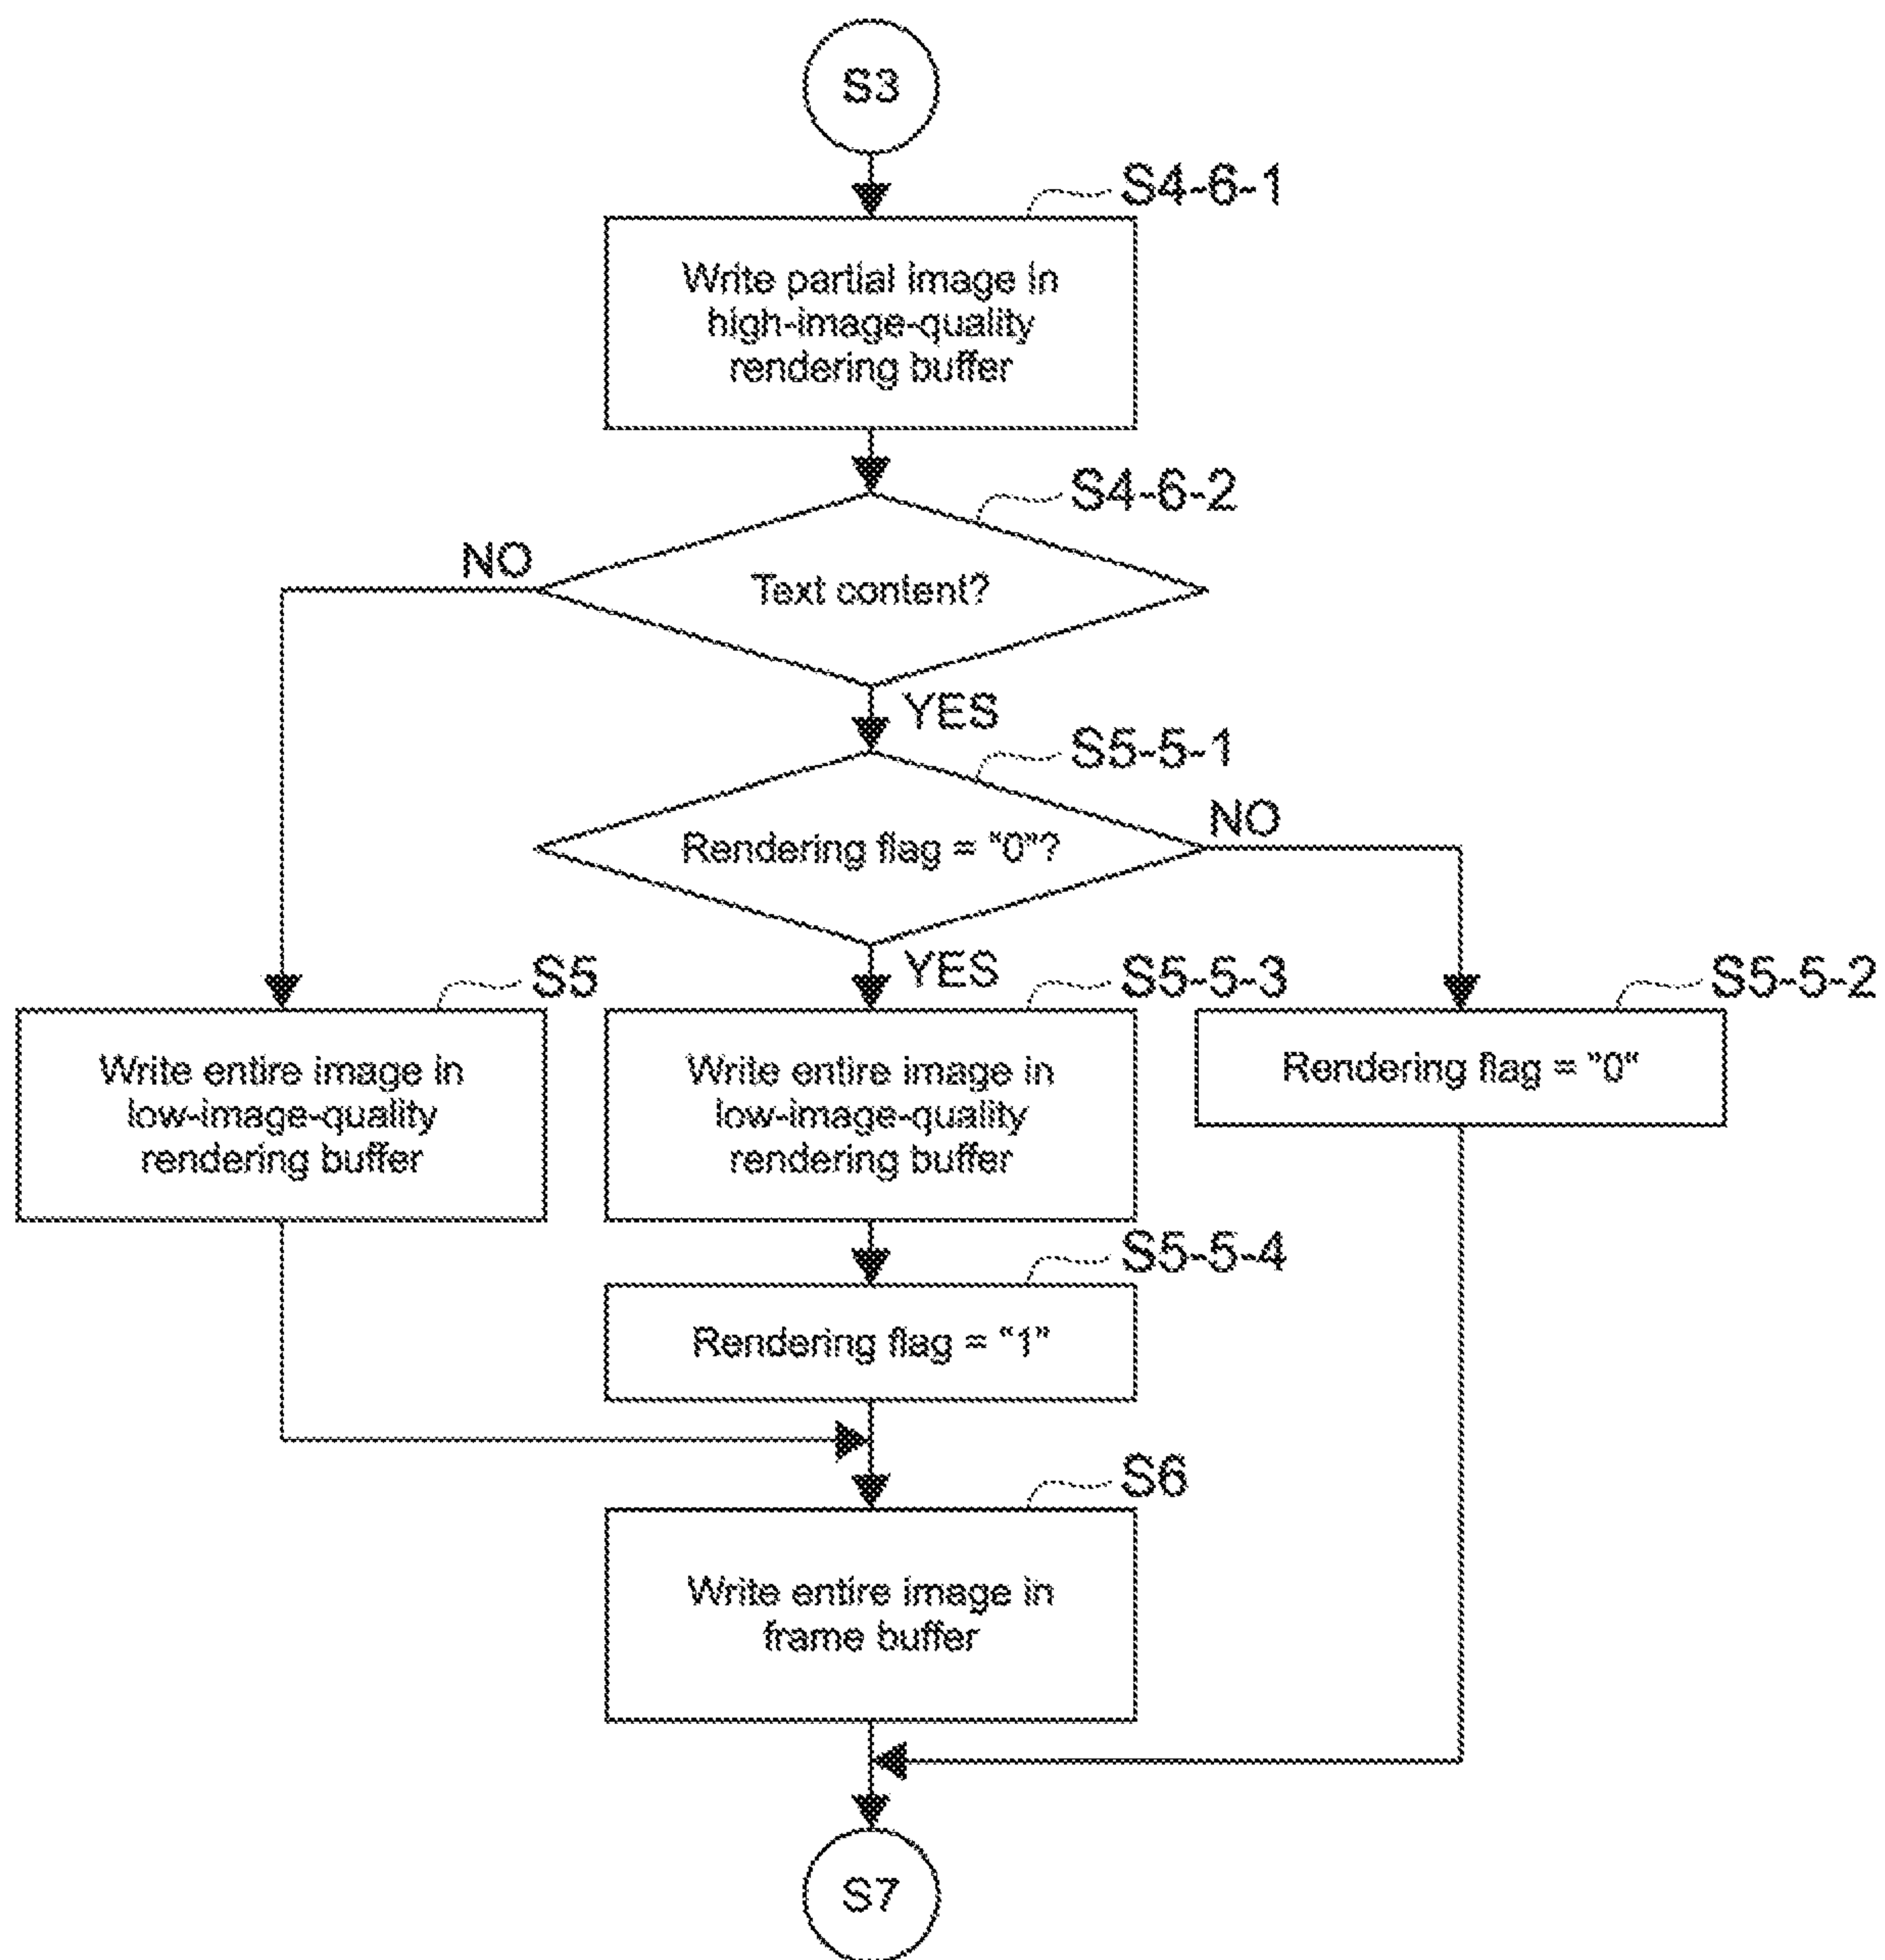 S3
S4-6-1
Write partial image in
high-image-quality
rendering buffer
S4-6-2
NO
Text content?
YES
S5-5-1
NO
Rendering flag = "0"?
YES
S5
S5-5-3
S5-5-2
Write entire image in
low-image-quality
rendering buffer
Write entire image in
low-image-quality
rendering buffer
Rendering flag = "0"
S5-5-4
Rendering flag = "1"
S6
Write entire image in
frame buffer
S7